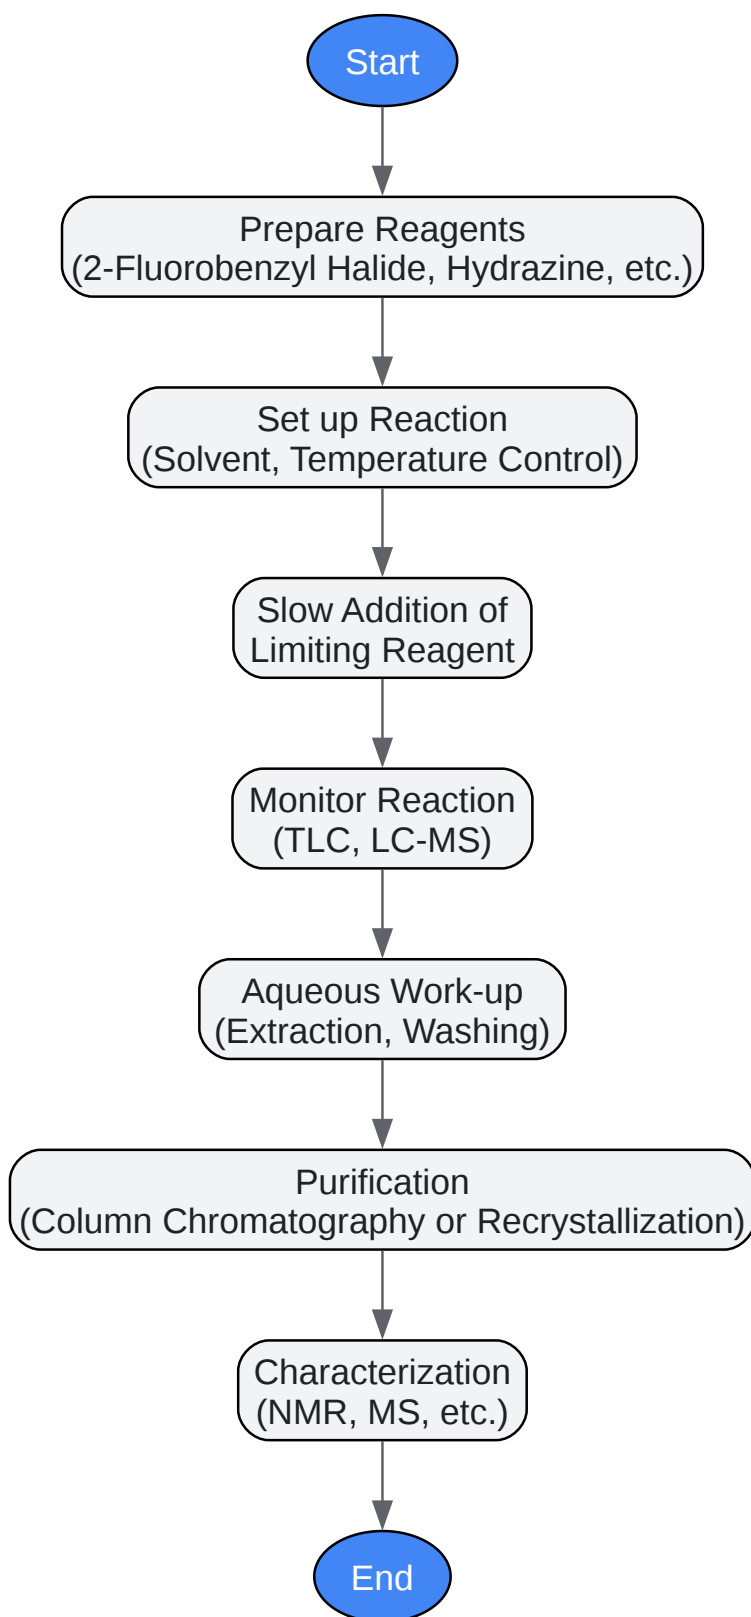 Start
Prepare Reagents
(2-Fluorobenzyl Halide, Hydrazine, etc.)
Set up Reaction
(Solvent, Temperature Control)
Slow Addition of
Limiting Reagent
Monitor Reaction
(TLC, LC-MS)
Aqueous Work-up
(Extraction, Washing)
Purification
(Column Chromatography or Recrystallization)
Characterization
(NMR, MS, etc.)
End